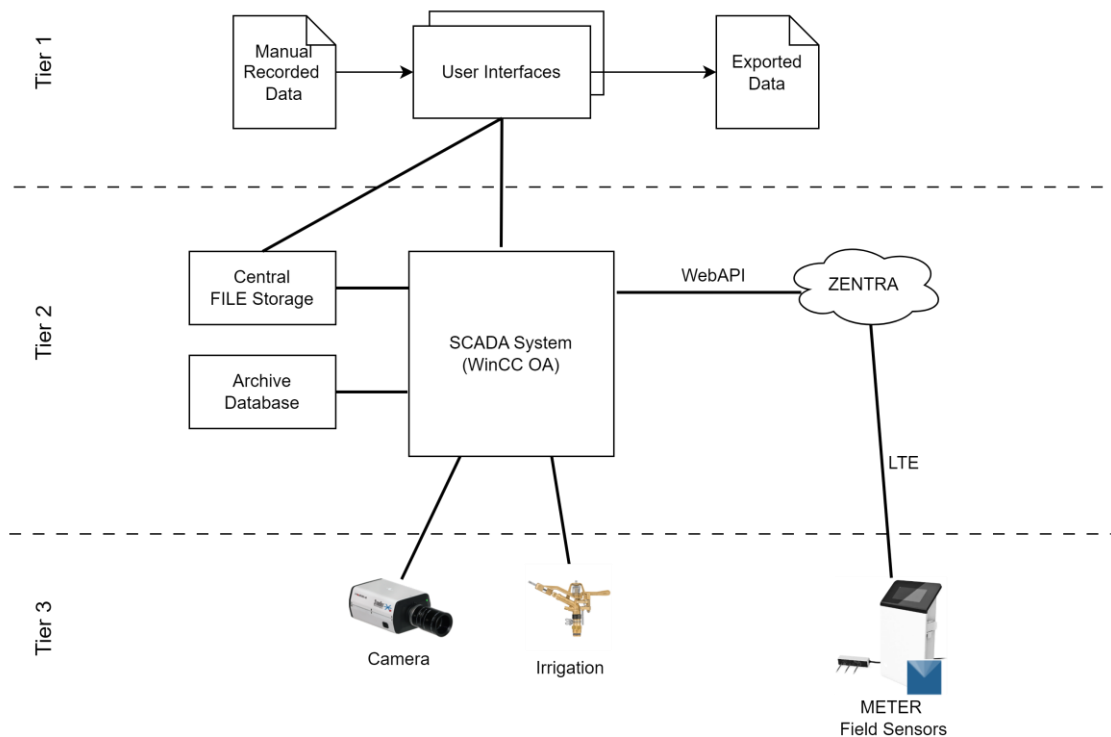 Tier 1
Manual
Recorded
Data
User Interfaces
Exported
Data
Tier 2
Central
FILE Storage
Archive
Database
SCADA System
(WinCC OA)
WebAPI
ZENTRA
LTE
Tier 3
Camera
Irrigation
METER
Field Sensors